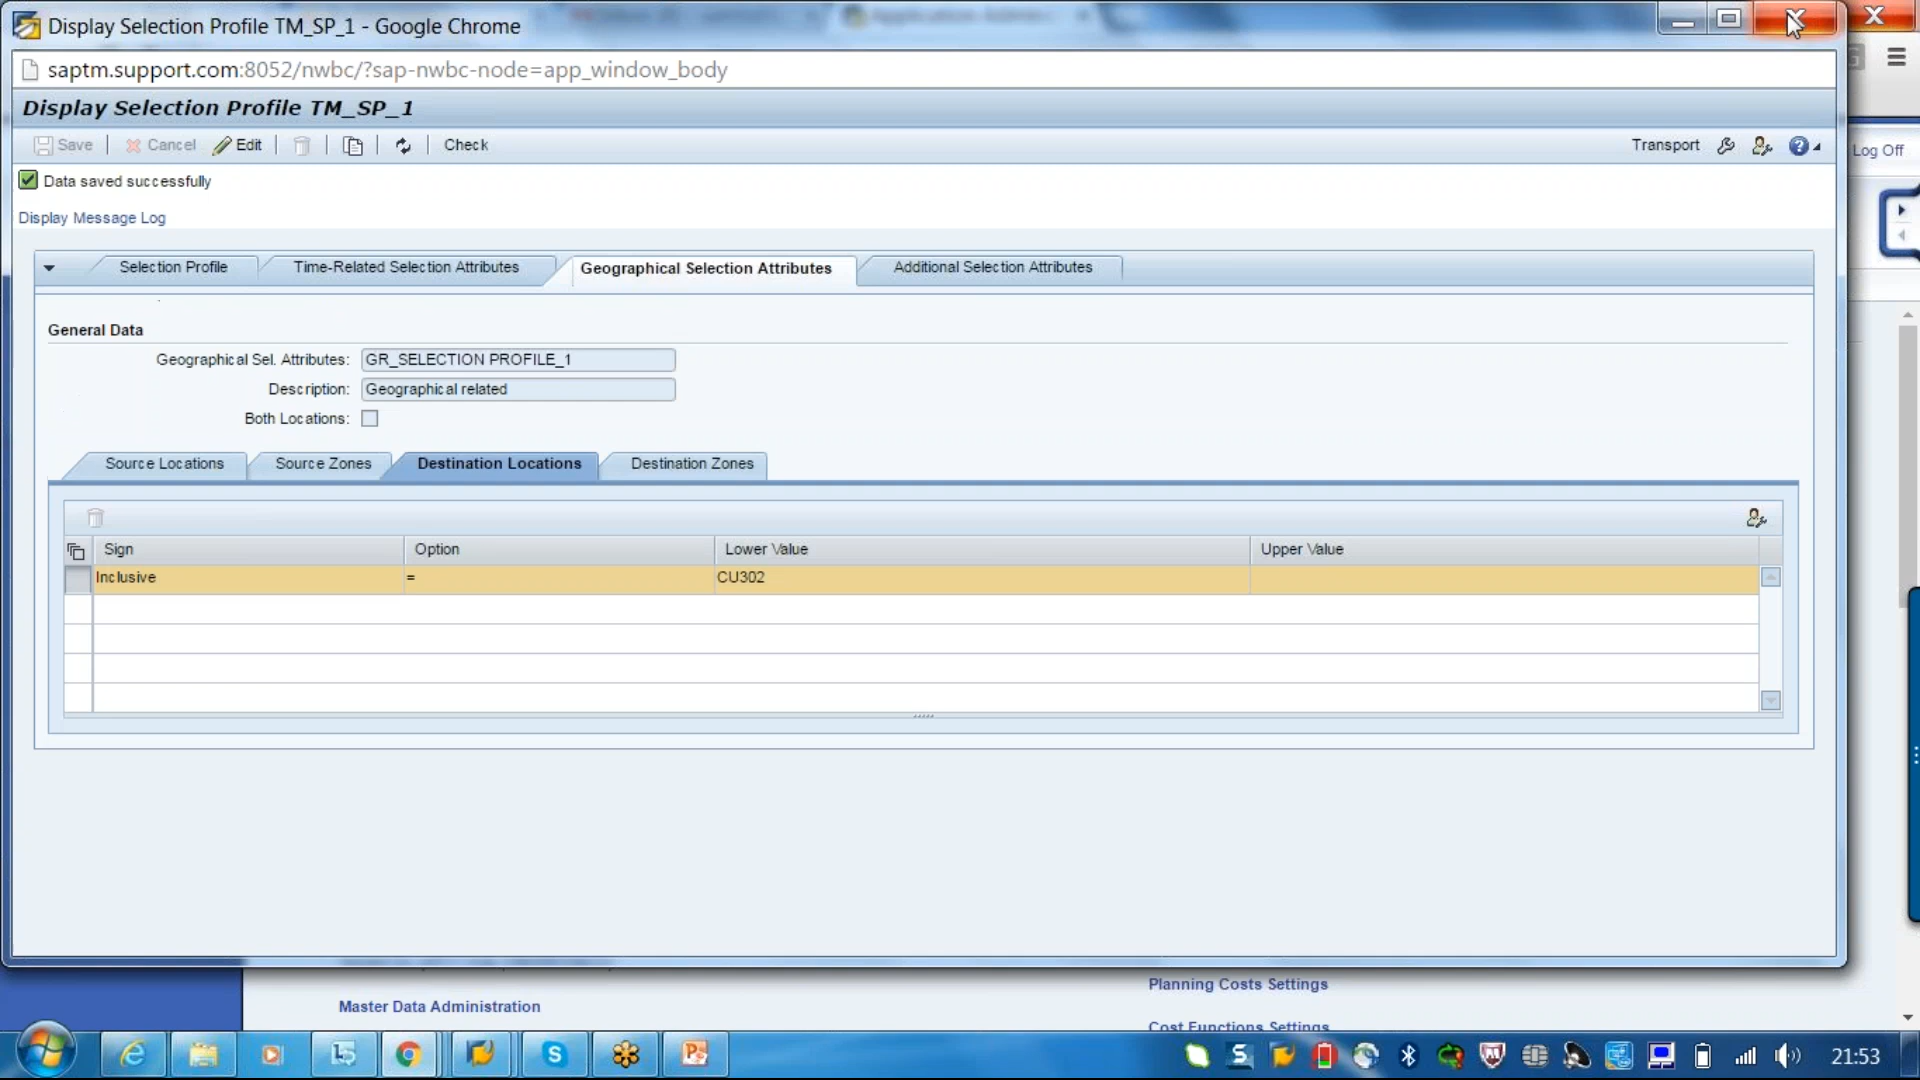 Display Selection Profile TM_SP_1 - Google Chrome
saptm.support.com:8052/nwbc/?sap-nwbc-node=app_window_body
Display Selection Profile TM_SP_1
Save Cancel Edit Check Transport
Log Off
Data saved successfully
Display Message Log
Selection Profile Time-Related Selection Attributes Geographical Selection Attributes Additional Selection Attributes
General Data
Geographical Sel. Attributes: GR_SELECTION PROFILE_1
Description: Geographical related
Both Locations:
Source Locations Source Zones Destination Locations Destination Zones
Sign Option Lower Value Upper Value
Inclusive = CU302
Planning Costs Settings
Master Data Administration
Cost Functions Settings
21:53